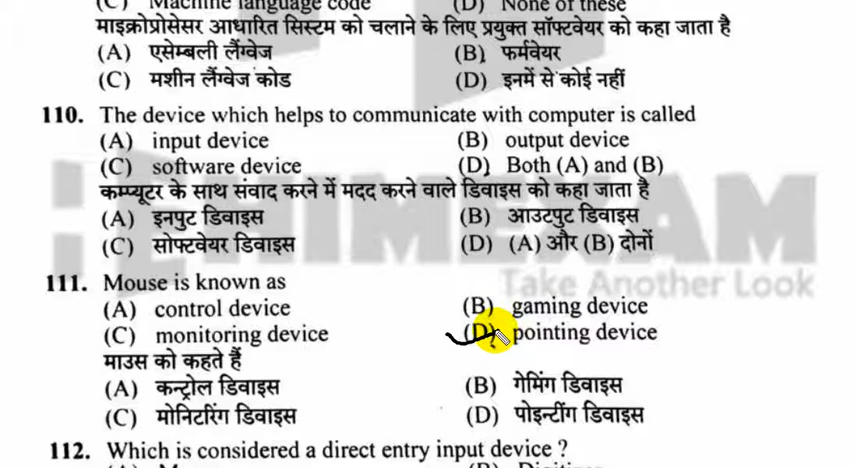 (C) Machine language code (D) None of these
माइक्रोप्रोसेसर आधारित सिस्टम को चलाने के लिए प्रयुक्त सॉफ्टवेयर को कहा जाता है
(A) एसेम्बली लैंग्वेज (B) फर्मवेयर
(C) मशीन लैंग्वेज कोड (D) इनमें से कोई नहीं
110. The device which helps to communicate with computer is called
(A) input device (B) output device
(C) software device (D) Both (A) and (B)
कम्प्यूटर के साथ संवाद करने में मदद करने वाले डिवाइस को कहा जाता है
(A) इनपुट डिवाइस (B) आउटपुट डिवाइस
(C) सोफ्टवेयर डिवाइस (D) (A) और (B) दोनों
EHIMEXAM
Take Another Look
111. Mouse is known as
(A) control device (B) gaming device
(C) monitoring device (D) pointing device
माउस को कहते हैं
(A) कन्ट्रोल डिवाइस (B) गेमिंग डिवाइस
(C) मोनिटरिंग डिवाइस (D) पोइन्टींग डिवाइस
112. Which is considered a direct entry input device ?